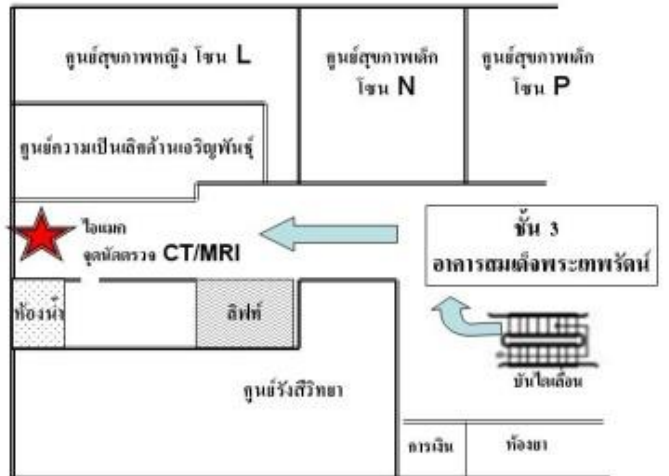 ศูนย์สุขภาพหญิง โซน L
ศูนย์สุขภาพเด็ก
โซน N
ศูนย์สุขภาพเด็ก
โซน P
ศูนย์ความเป็นเลิศด้านเจริญพันธุ์
ไอแมค
จุดนัดตรวจ CT/MRI
ชั้น 3
อาคารสมเด็จพระเทพรัตน์
ห้องน้ำ
ลิฟท์
บันไดเลื่อน
ศูนย์รังสีวิทยา
การเงิน
ห้องยา